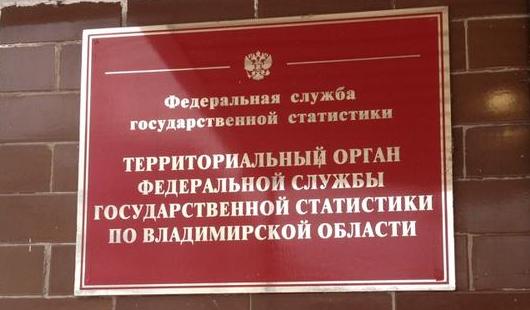 Федеральная служба
государственной статистики
ТЕРРИТОРИАЛЬНЫЙ ОРГАН
ФЕДЕРАЛЬНОЙ СЛУЖБЫ
ГОСУДАРСТВЕННОЙ СТАТИСТИКИ
ПО ВЛАДИМИРСКОЙ ОБЛАСТИ